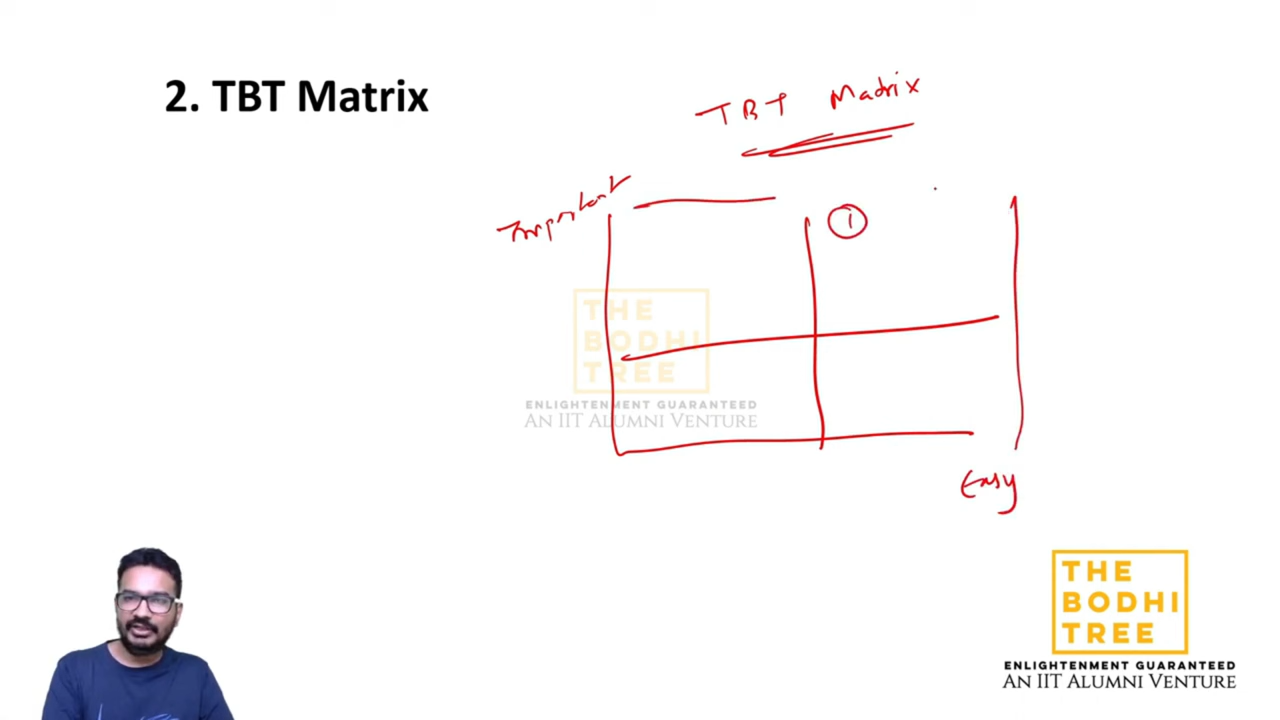 2. TBT Matrix
TBT Matrix
Important
1
THE
BODHI
TREE
ENLIGHTENMENT GUARANTEED
AN IIT ALUMNI VENTURE
Easy
THE
BODHI
TREE
ENLIGHTENMENT GUARANTEED
AN IIT ALUMNI VENTURE